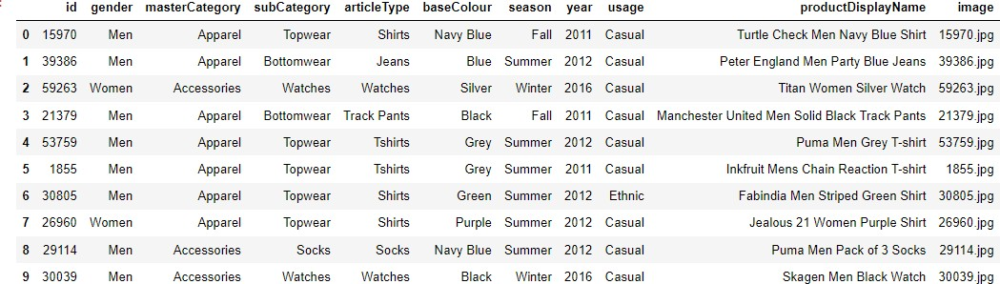 id gender masterCategory subCategory articleType baseColour season year usage productDisplayName image
0 15970 Men Apparel Topwear Shirts Navy Blue Fall 2011 Casual Turtle Check Men Navy Blue Shirt 15970.jpg
1 39386 Men Apparel Bottomwear Jeans Blue Summer 2012 Casual Peter England Men Party Blue Jeans 39386.jpg
2 59263 Women Accessories Watches Watches Silver Winter 2016 Casual Titan Women Silver Watch 59263.jpg
3 21379 Men Apparel Bottomwear Track Pants Black Fall 2011 Casual Manchester United Men Solid Black Track Pants 21379.jpg
4 53759 Men Apparel Topwear Tshirts Grey Summer 2012 Casual Puma Men Grey T-shirt 53759.jpg
5 1855 Men Apparel Topwear Tshirts Grey Summer 2011 Casual Inkfruit Mens Chain Reaction T-shirt 1855.jpg
6 30805 Men Apparel Topwear Shirts Green Summer 2012 Ethnic Fabindia Men Striped Green Shirt 30805.jpg
7 26960 Women Apparel Topwear Shirts Purple Summer 2012 Casual Jealous 21 Women Purple Shirt 26960.jpg
8 29114 Men Accessories Socks Socks Navy Blue Summer 2012 Casual Puma Men Pack of 3 Socks 29114.jpg
9 30039 Men Accessories Watches Watches Black Winter 2016 Casual Skagen Men Black Watch 30039.jpg